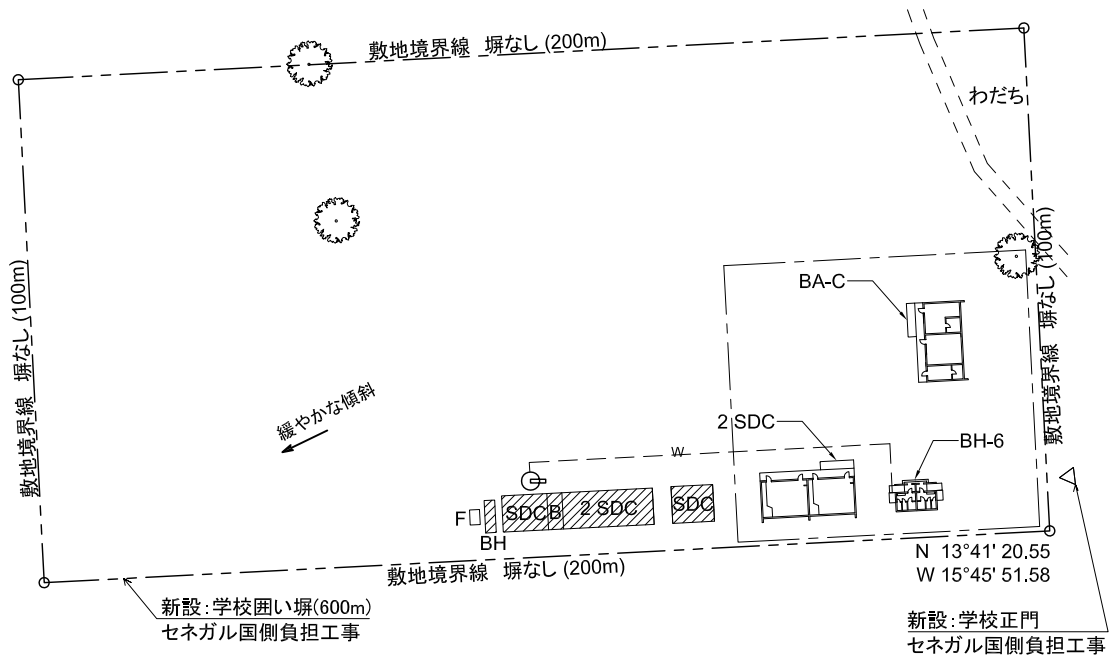 敷地境界線 塀なし (200m)
わだち
敷地境界線 塀なし (100m)
敷地境界線 塀なし (100m)
BA-C
緩やかな傾斜
2 SDC
BH-6
W
F
BH
SDC
B
2 SDC
SDC
敷地境界線 塀なし (200m)
N 13°41' 20.55
W 15°45' 51.58
新設:学校囲い塀(600m)
セネガル国側負担工事
新設:学校正門
セネガル国側負担工事